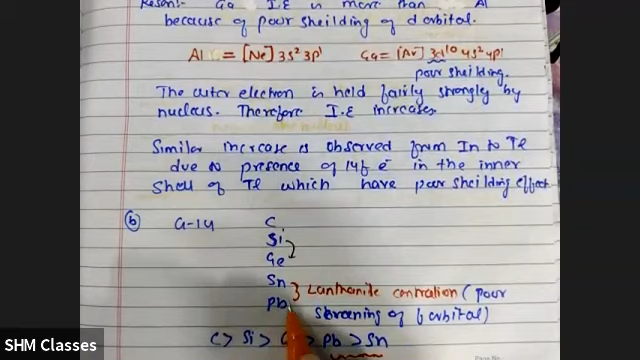 Reason:- Ga I.E is more than Al
because of poor sheilding of d orbital.
Al = [Ne] 3s² 3p¹ Ga = [Ar] 3d¹⁰ 4s² 4p¹
poor sheilding.
The outer electron is held fairly strongly by
nucleus. Therefore I.E increases.
Similar increase is observed from In to Tl
due to presence of 14f e⁻ in the inner
shell of Tl which have poor sheilding effect
(b) G-14 C
Si
Ge
Sn
Pb
} Lanthanide contration (poor
screening of f orbital)
C > Si > G > Pb > Sn
SHM Classes